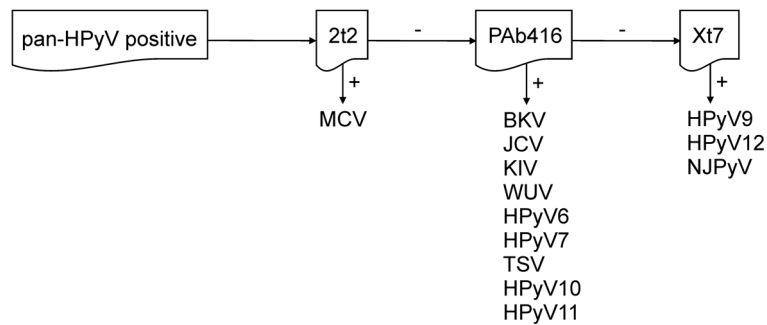 pan-HPyV positive
2t2
-
PAb416
-
Xt7
+
+
+
MCV
BKV
JCV
KIV
WUV
HPyV6
HPyV7
TSV
HPyV10
HPyV11
HPyV9
HPyV12
NJPyV